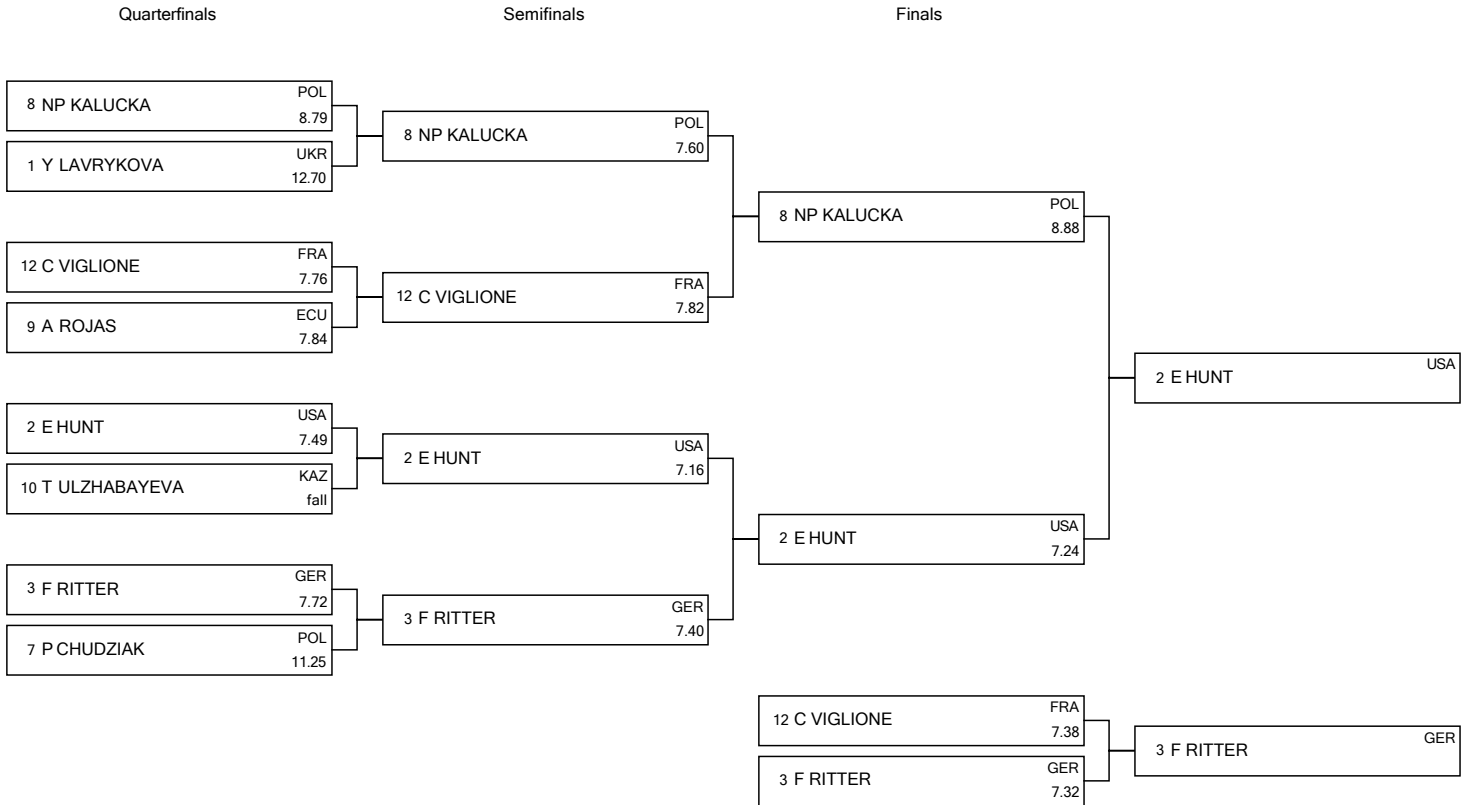 Quarterfinals
Semifinals
Finals
8 NP KALUCKA POL
8.79
1 Y LAVRYKOVA UKR
12.70
12 C VIGLIONE FRA
7.76
9 A ROJAS ECU
7.84
2 E HUNT USA
7.49
10 T ULZHABAYEVA KAZ
fall
3 F RITTER GER
7.72
7 P CHUDZIAK POL
11.25
8 NP KALUCKA POL
7.60
12 C VIGLIONE FRA
7.82
2 E HUNT USA
7.16
3 F RITTER GER
7.40
8 NP KALUCKA POL
8.88
2 E HUNT USA
7.24
12 C VIGLIONE FRA
7.38
3 F RITTER GER
7.32
2 E HUNT USA
3 F RITTER GER